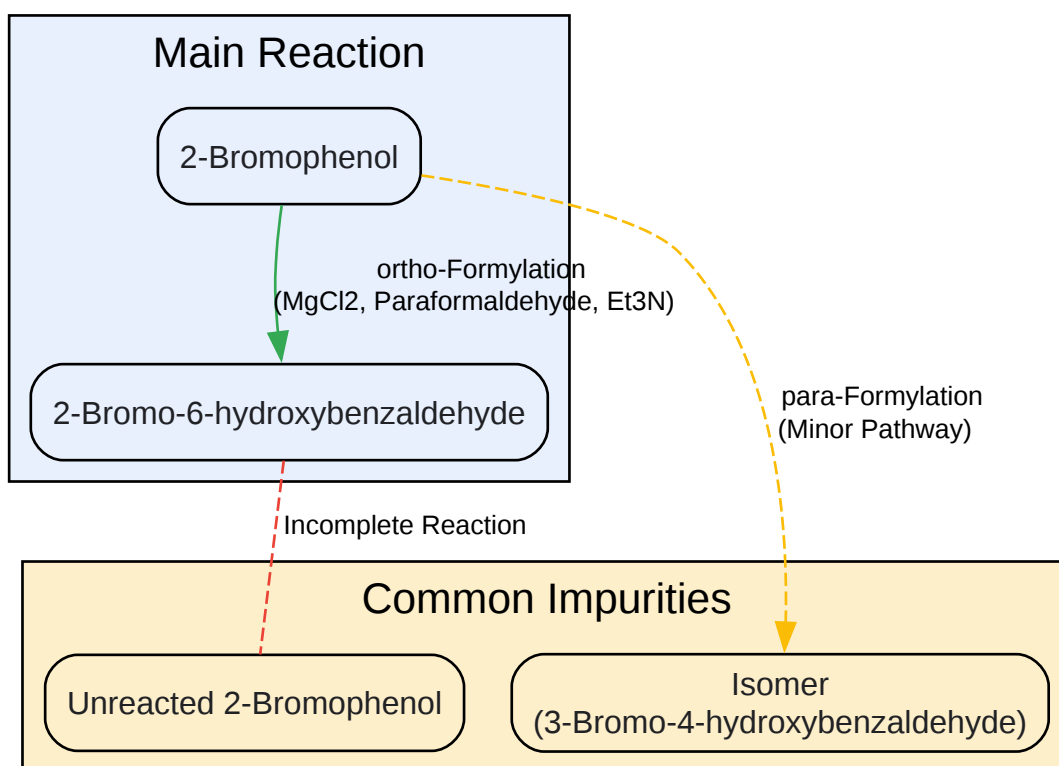 Main Reaction
2-Bromophenol
ortho-Formylation
(MgCl2, Paraformaldehyde, Et3N)
2-Bromo-6-hydroxybenzaldehyde
para-Formylation
(Minor Pathway)
Incomplete Reaction
Common Impurities
Unreacted 2-Bromophenol
Isomer
(3-Bromo-4-hydroxybenzaldehyde)